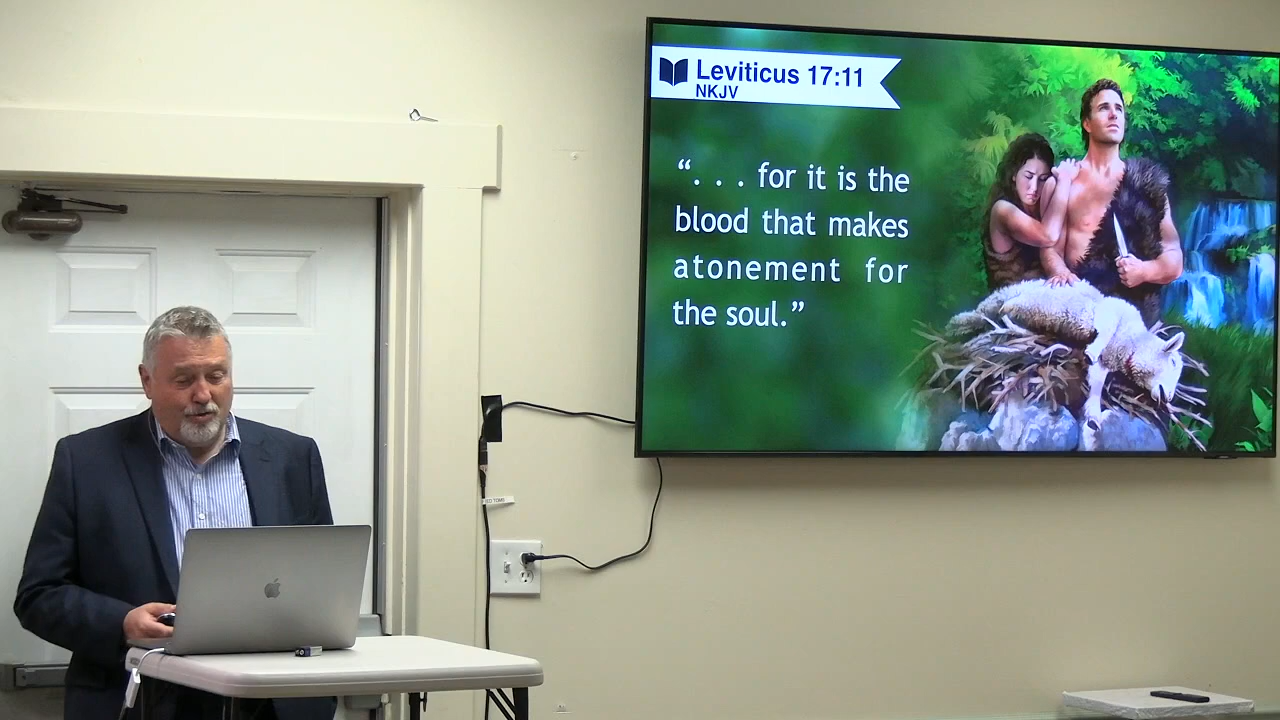 Leviticus 17:11
NKJV
“. . . for it is the
blood that makes
atonement for
the soul.”